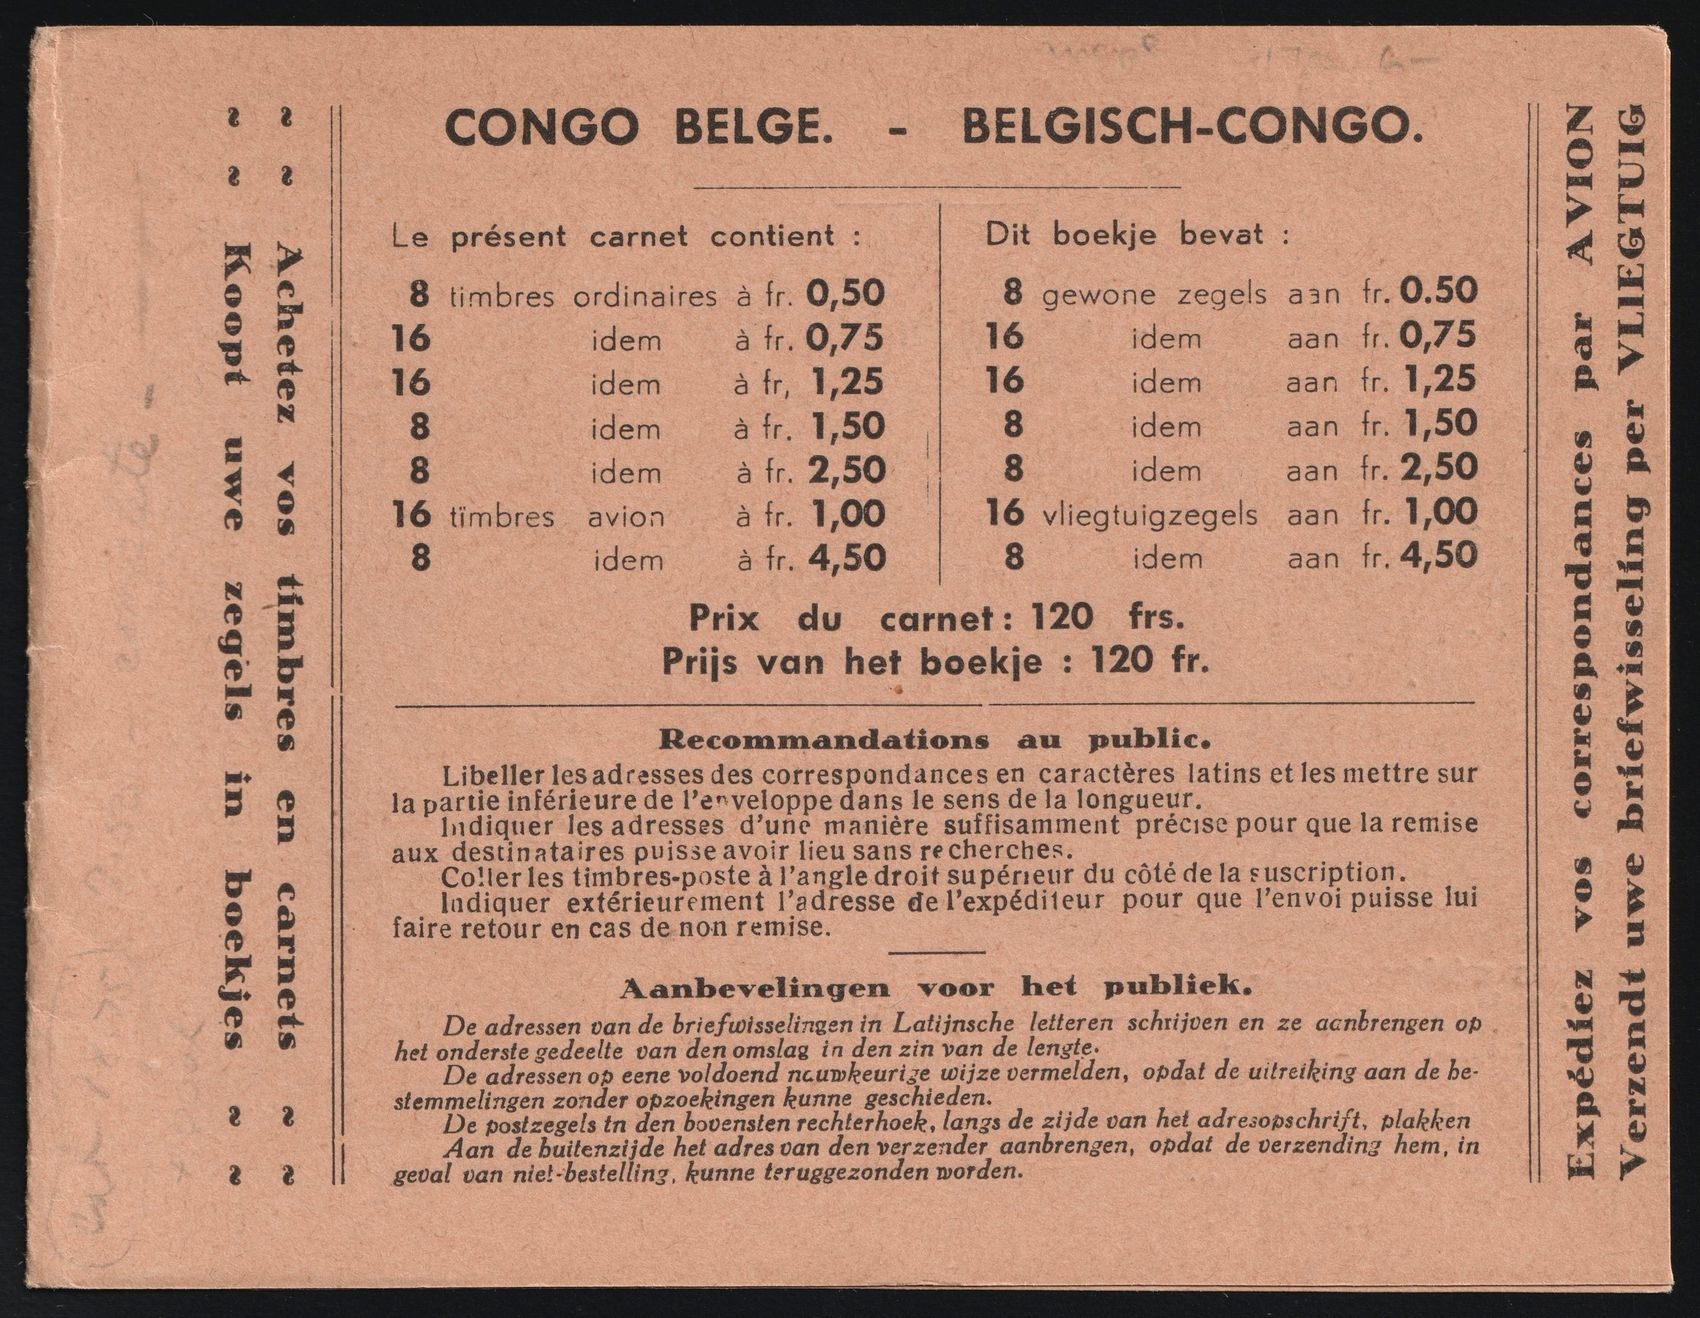 CONGO BELGE. - BELGISCH-CONGO.
Le présent carnet contient :
8 timbres ordinaires à fr. 0,50
16 idem à fr. 0,75
16 idem à fr, 1,25
8 idem à fr. 1,50
8 idem à fr. 2,50
16 timbres avion à fr. 1,00
8 idem à fr. 4,50
Dit boekje bevat :
8 gewone zegels aan fr. 0.50
16 idem aan fr. 0,75
16 idem aan fr. 1,25
8 idem aan fr. 1,50
8 idem aan fr. 2,50
16 vliegtuigzegels aan fr. 1,00
8 idem aan fr. 4,50
Prix du carnet : 120 frs.
Prijs van het boekje : 120 fr.
Recommandations au public.
Libeller les adresses des correspondances en caractères latins et les mettre sur
la partie inférieure de l'enveloppe dans le sens de la longueur.
Indiquer les adresses d'une manière suffisamment précise pour que la remise
aux destinataires puisse avoir lieu sans recherches.
Coller les timbres-poste à l'angle droit supérieur du côté de la suscription.
Indiquer extérieurement l'adresse de l'expéditeur pour que l'envoi puisse lui
faire retour en cas de non remise.
Aanbevelingen voor het publiek.
De adressen van de briefwisselingen in Latijnsche letteren schrijven en ze aanbrengen op
het onderste gedeelte van den omslag in den zin van de lengte.
De adressen op eene voldoend nauwkeurige wijze vermelden, opdat de uitreiking aan de be-
stemmelingen zonder opzoekingen kunne geschieden.
De postzegels in den bovensten rechterhoek, langs de zijde van het adresopschrift, plakken
Aan de buitenzijde het adres van den verzender aanbrengen, opdat de verzending hem, in
geval van niet-bestelling, kunne teruggezonden worden.
Achetez vos timbres en carnets
Koopt uwe zegels in boekjes
Expédiez vos correspondances par AVION
Verzendt uwe briefwisseling per VLIEGTUIG